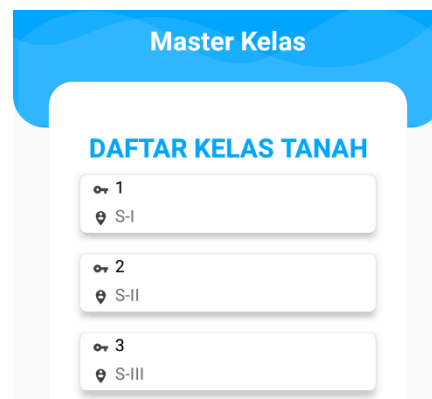 Master Kelas
DAFTAR KELAS TANAH
1
S-I
2
S-II
3
S-III